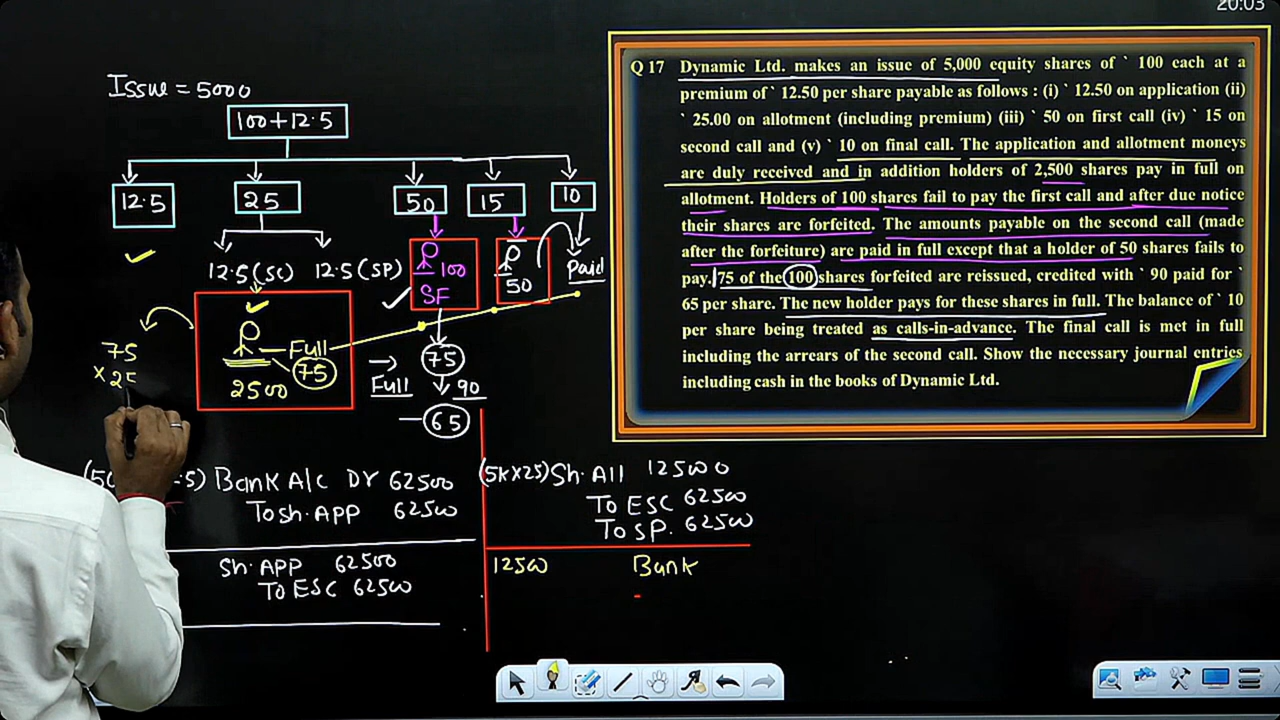 20:03
Issue = 5000
100+12.5
12.5
25
50
15
10
12.5(SC) 12.5(SP)
100
SF
50
Paid
75
× 25
Full
75
2500
→
Full
75
90
65
Q 17 Dynamic Ltd. makes an issue of 5,000 equity shares of ` 100 each at a
premium of ` 12.50 per share payable as follows : (i) ` 12.50 on application (ii)
` 25.00 on allotment (including premium) (iii) ` 50 on first call (iv) ` 15 on
second call and (v) ` 10 on final call. The application and allotment moneys
are duly received and in addition holders of 2,500 shares pay in full on
allotment. Holders of 100 shares fail to pay the first call and after due notice
their shares are forfeited. The amounts payable on the second call (made
after the forfeiture) are paid in full except that a holder of 50 shares fails to
pay. 75 of the 100 shares forfeited are reissued, credited with ` 90 paid for `
65 per share. The new holder pays for these shares in full. The balance of ` 10
per share being treated as calls-in-advance. The final call is met in full
including the arrears of the second call. Show the necessary journal entries
including cash in the books of Dynamic Ltd.
Bank A/c Dr 62500
To sh. App 62500
Sh. App 62500
To ESC 62500
(5K×25) Sh. All 125000
To ESC 62500
To SP. 62500
12500 Bank